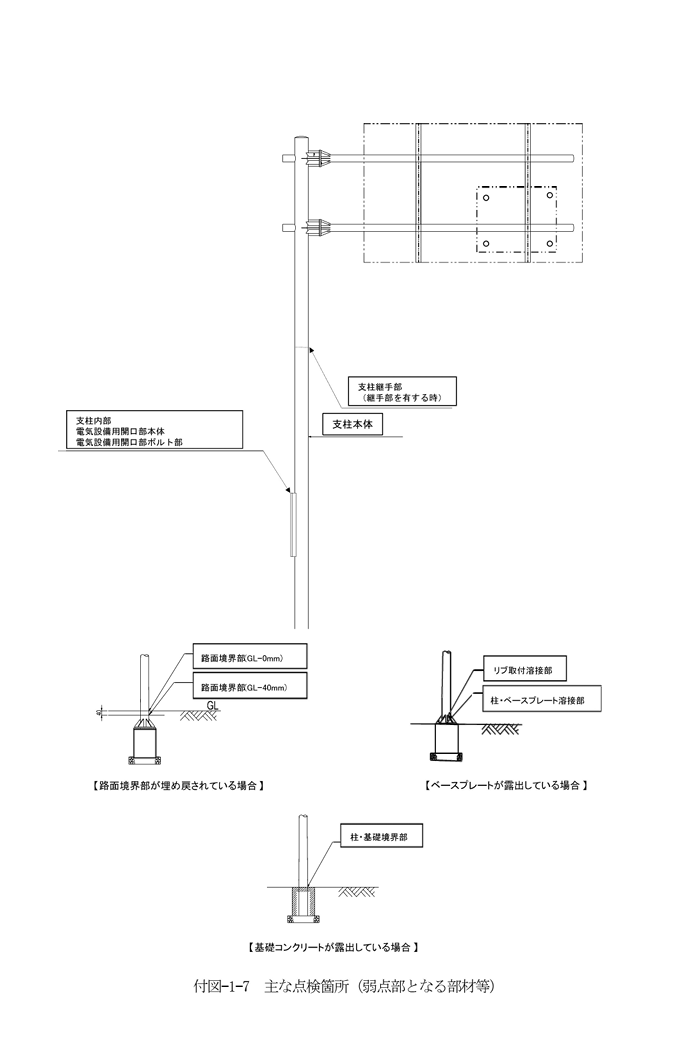 支柱継手部
（継手部を有する時）
支柱本体
支柱内部
電気設備用開口部本体
電気設備用開口部ボルト部
路面境界部(GL-0mm)
路面境界部(GL-40mm)
GL
40
リブ取付溶接部
柱・ベースプレート溶接部
【路面境界部が埋め戻されている場合】
【ベースプレートが露出している場合】
柱・基礎境界部
【基礎コンクリートが露出している場合】
付図-1-7　主な点検箇所（弱点部となる部材等）